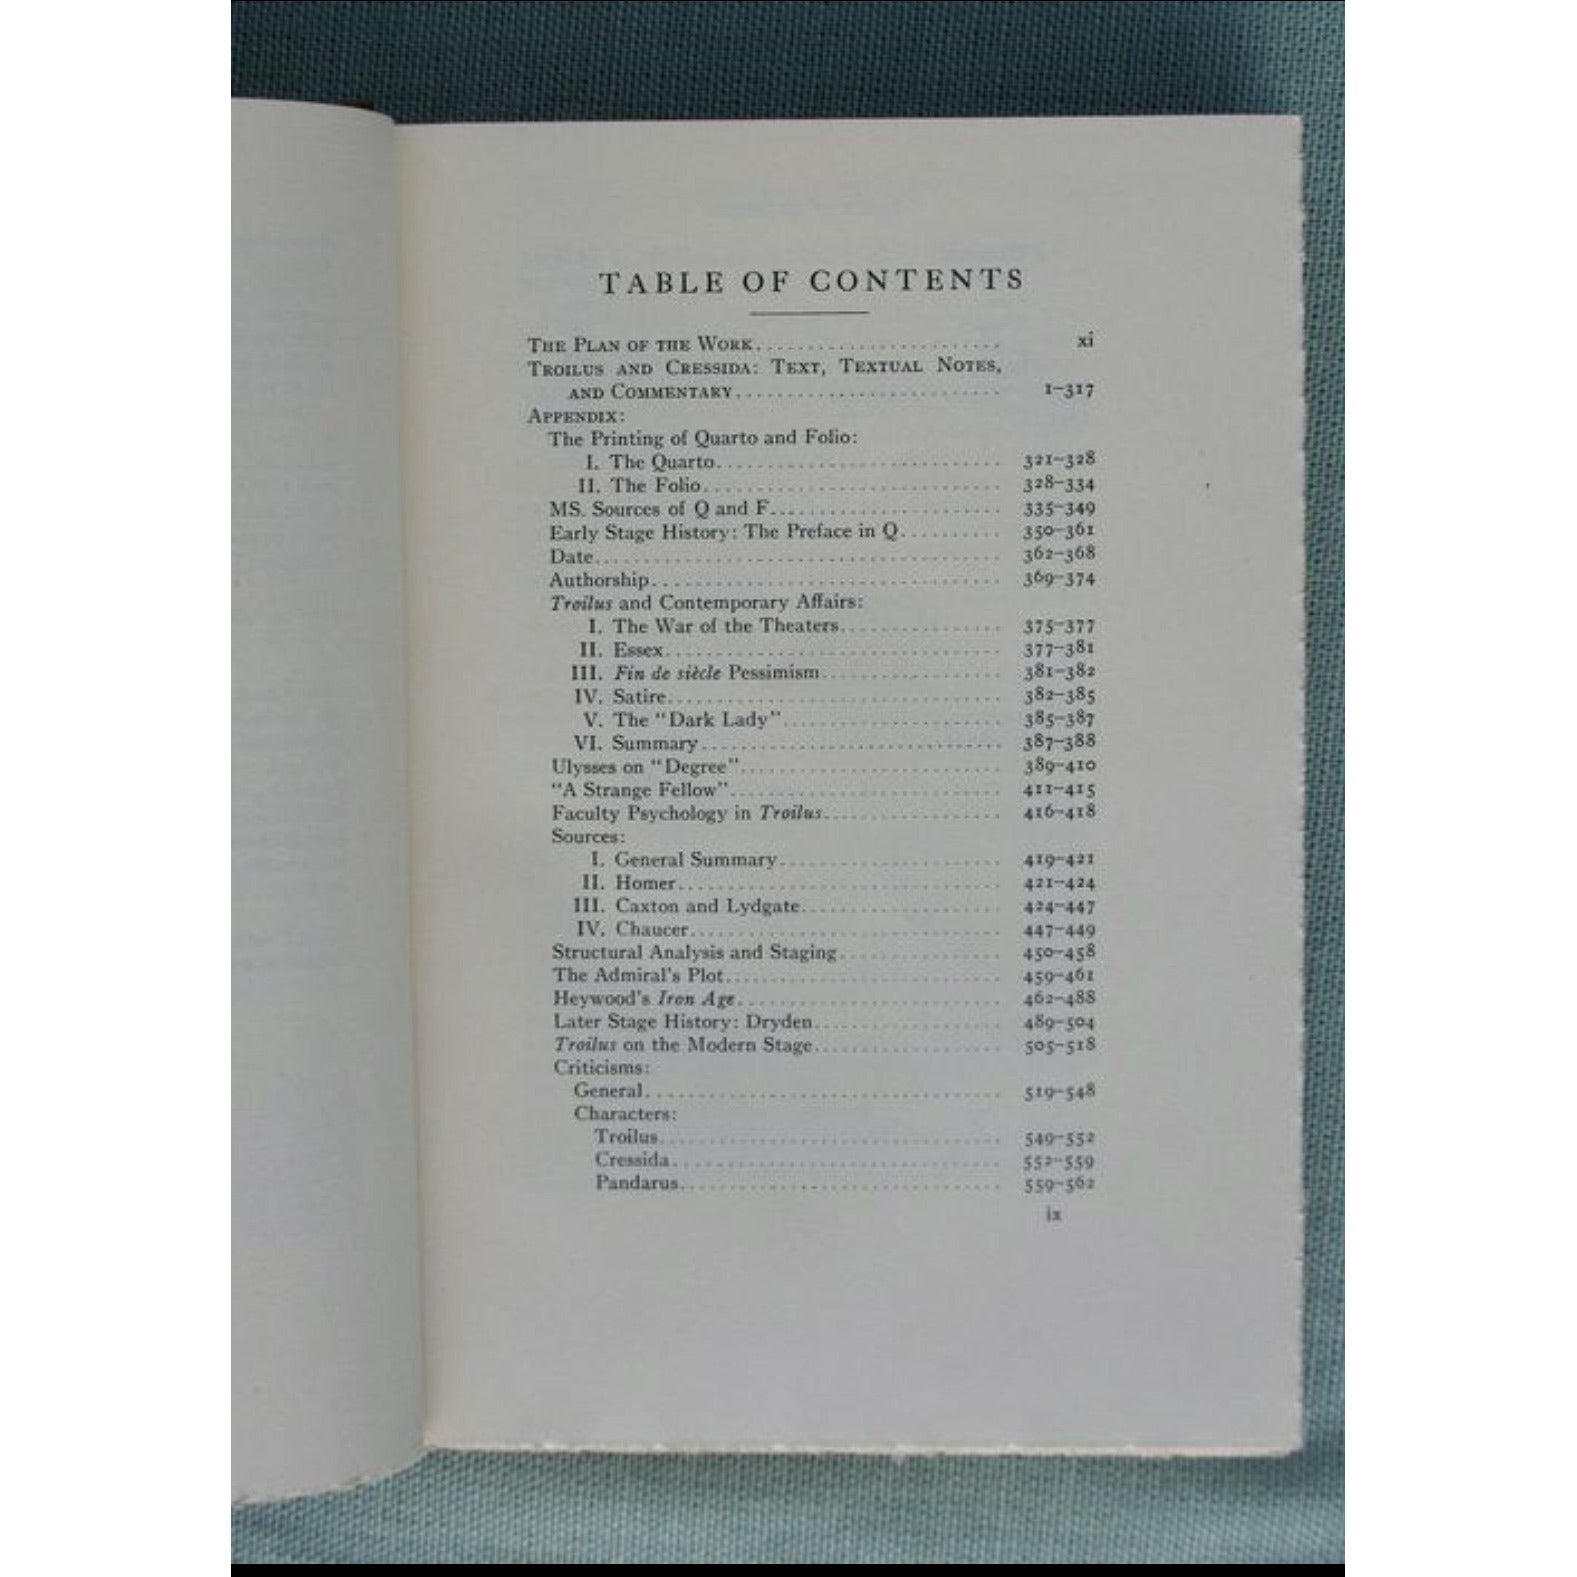 TABLE OF CONTENTS
THE PLAN OF THE WORK........................ xi
TROILUS AND CRESSIDA: TEXT, TEXTUAL NOTES,
AND COMMENTARY.......................... 1–317
APPENDIX:
The Printing of Quarto and Folio:
I. The Quarto............................ 321–328
II. The Folio............................. 328–334
MS. Sources of Q and F....................... 335–349
Early Stage History: The Preface in Q.......... 350–361
Date........................................ 362–368
Authorship.................................. 369–374
Troilus and Contemporary Affairs:
I. The War of the Theaters................ 375–377
II. Essex................................. 377–381
III. Fin de siècle Pessimism.................. 381–382
IV. Satire................................. 382–385
V. The "Dark Lady"...................... 385–387
VI. Summary.............................. 387–388
Ulysses on "Degree".......................... 389–410
"A Strange Fellow"........................... 411–415
Faculty Psychology in Troilus.................. 416–418
Sources:
I. General Summary...................... 419–421
II. Homer................................ 421–424
III. Caxton and Lydgate.................... 424–447
IV. Chaucer............................... 447–449
Structural Analysis and Staging................ 450–458
The Admiral's Plot........................... 459–461
Heywood's Iron Age.......................... 462–488
Later Stage History: Dryden................... 489–504
Troilus on the Modern Stage................... 505–518
Criticisms:
General.................................... 519–548
Characters:
Troilus................................... 549–552
Cressida................................. 552–559
Pandarus................................ 559–562
ix